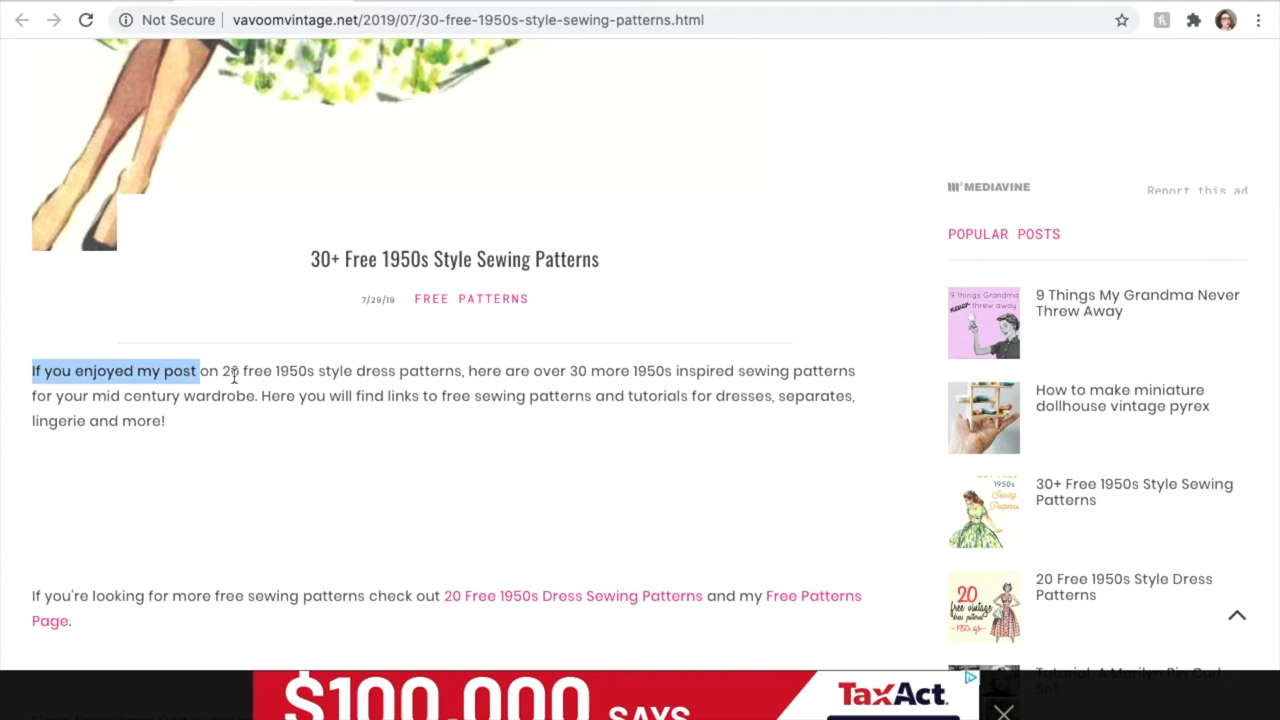 Not Secure
vavoomvintage.net/2019/07/30-free-1950s-style-sewing-patterns.html
30+ Free 1950s Style Sewing Patterns
7/29/19 FREE PATTERNS
If you enjoyed my post on 20 free 1950s style dress patterns, here are over 30 more 1950s inspired sewing patterns
for your mid century wardrobe. Here you will find links to free sewing patterns and tutorials for dresses, separates,
lingerie and more!
If you're looking for more free sewing patterns check out 20 Free 1950s Dress Sewing Patterns and my Free Patterns
Page.
MEDIAVINE
Report this ad
POPULAR POSTS
9 Things Grandma
never threw away
9 Things My Grandma Never
Threw Away
How to make miniature
dollhouse vintage pyrex
1950s
Sewing
Patterns
30+ Free 1950s Style Sewing
Patterns
20
free vintage
dress patterns
20 Free 1950s Style Dress
Patterns
Tutorial: A Marilyn Pin Curl
Set
$100,000 SAYS
TaxAct.